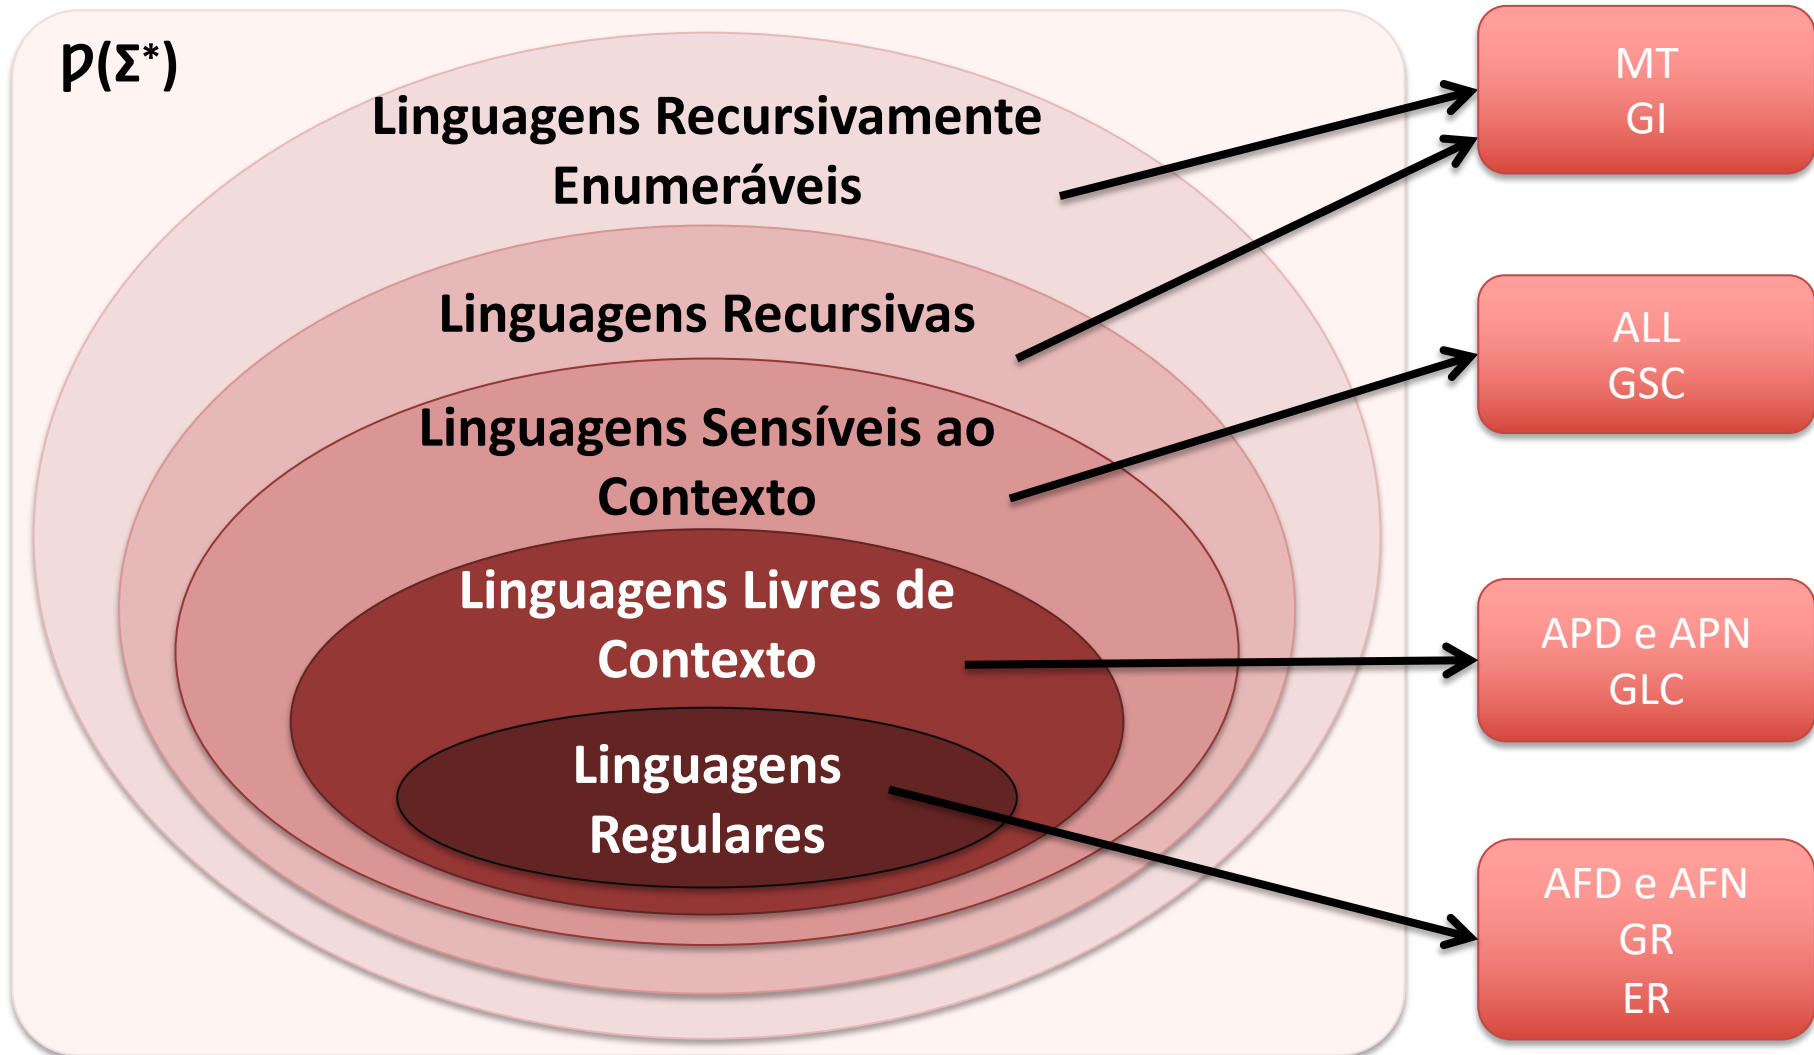 P(Σ*)
Linguagens Recursivamente
Enumeráveis
Linguagens Recursivas
Linguagens Sensíveis ao
Contexto
Linguagens Livres de
Contexto
Linguagens
Regulares
MT
GI
ALL
GSC
APD e APN
GLC
AFD e AFN
GR
ER